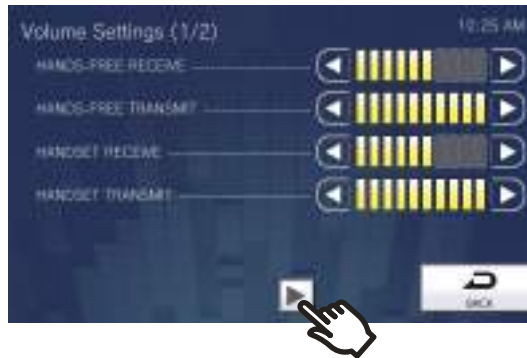 Volume Settings (1/2)
10:25 AM
HANDS-FREE RECEIVE
HANDS-FREE TRANSMIT
HANDSET RECEIVE
HANDSET TRANSMIT
BACK